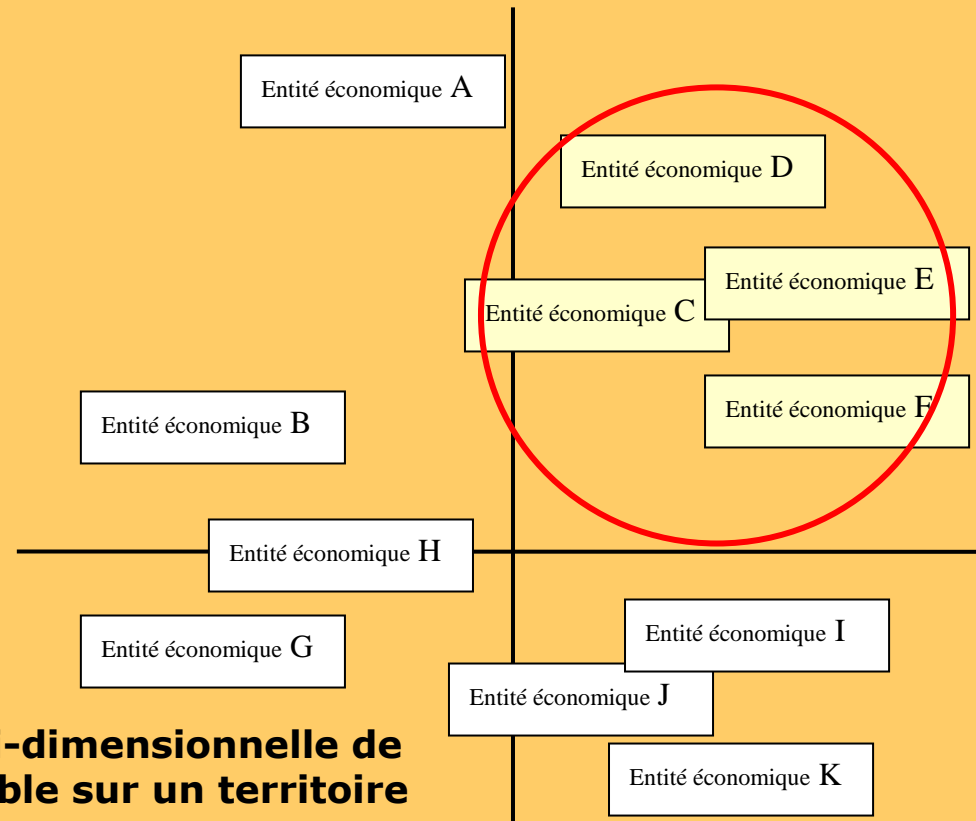 Entité économique A
Entité économique D
Entité économique E
Entité économique C
Entité économique F
Entité économique B
Entité économique H
Entité économique I
Entité économique G
Entité économique J
-dimensionnelle de
sur un territoire
Entité économique K